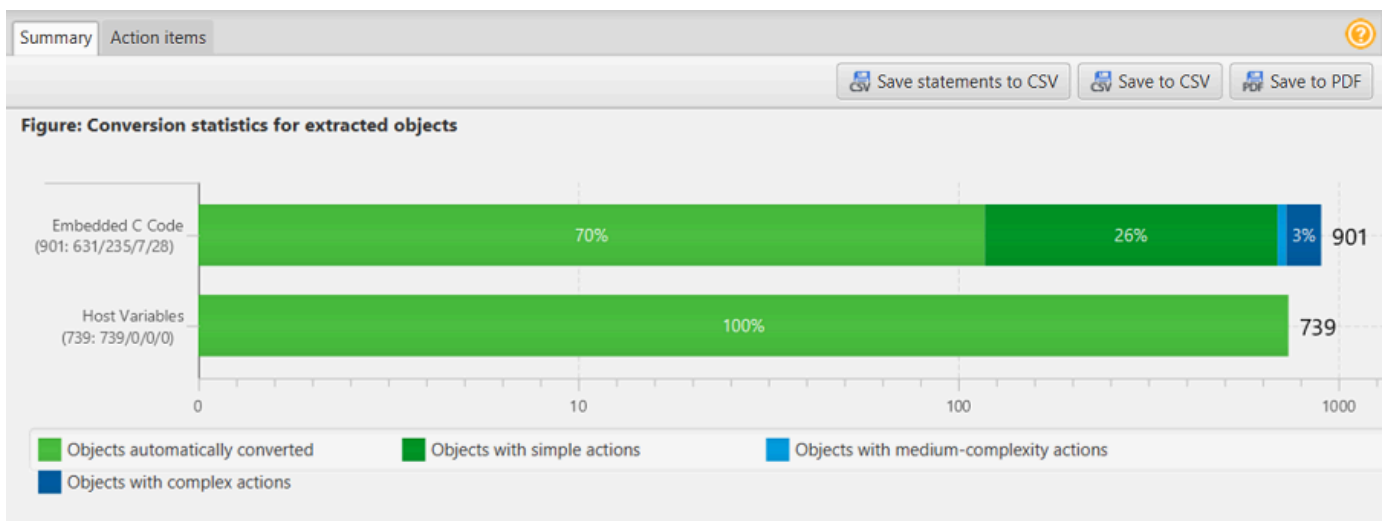 Summary Action items
Save statements to CSV Save to CSV Save to PDF
Figure: Conversion statistics for extracted objects
Embedded C Code
(901: 631/235/7/28)
70% 26% 3% 901
Host Variables
(739: 739/0/0/0)
100% 739
0 10 100 1000
Objects automatically converted Objects with simple actions Objects with medium-complexity actions
Objects with complex actions